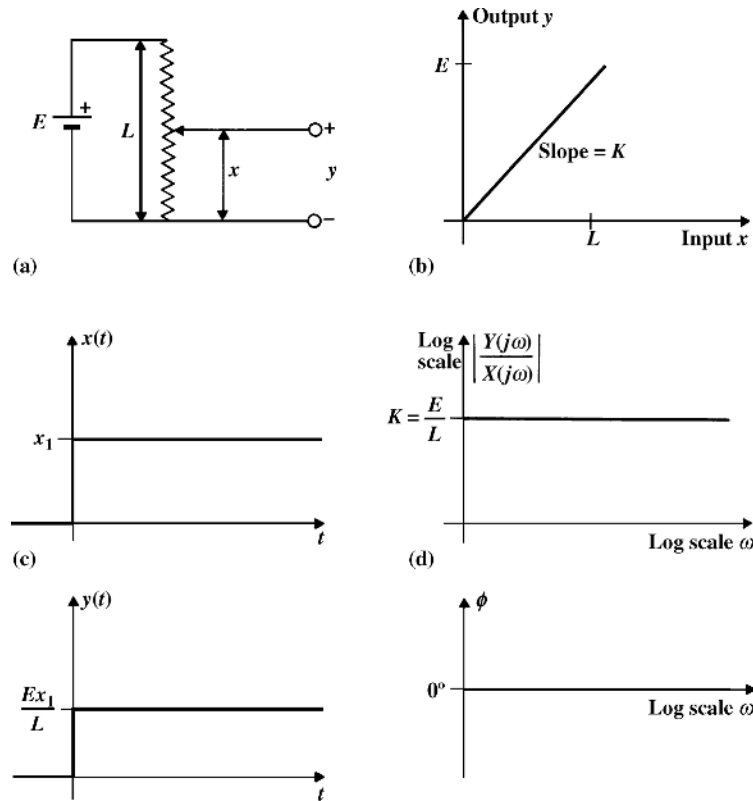 E
+
L
x
+
y
−
(a)
Output y
E
Slope = K
L
Input x
(b)
x(t)
x₁
t
(c)
Log scale |Y(jω)/X(jω)|
K = E/L
Log scale ω
(d)
y(t)
Ex₁/L
t
ϕ
0°
Log scale ω